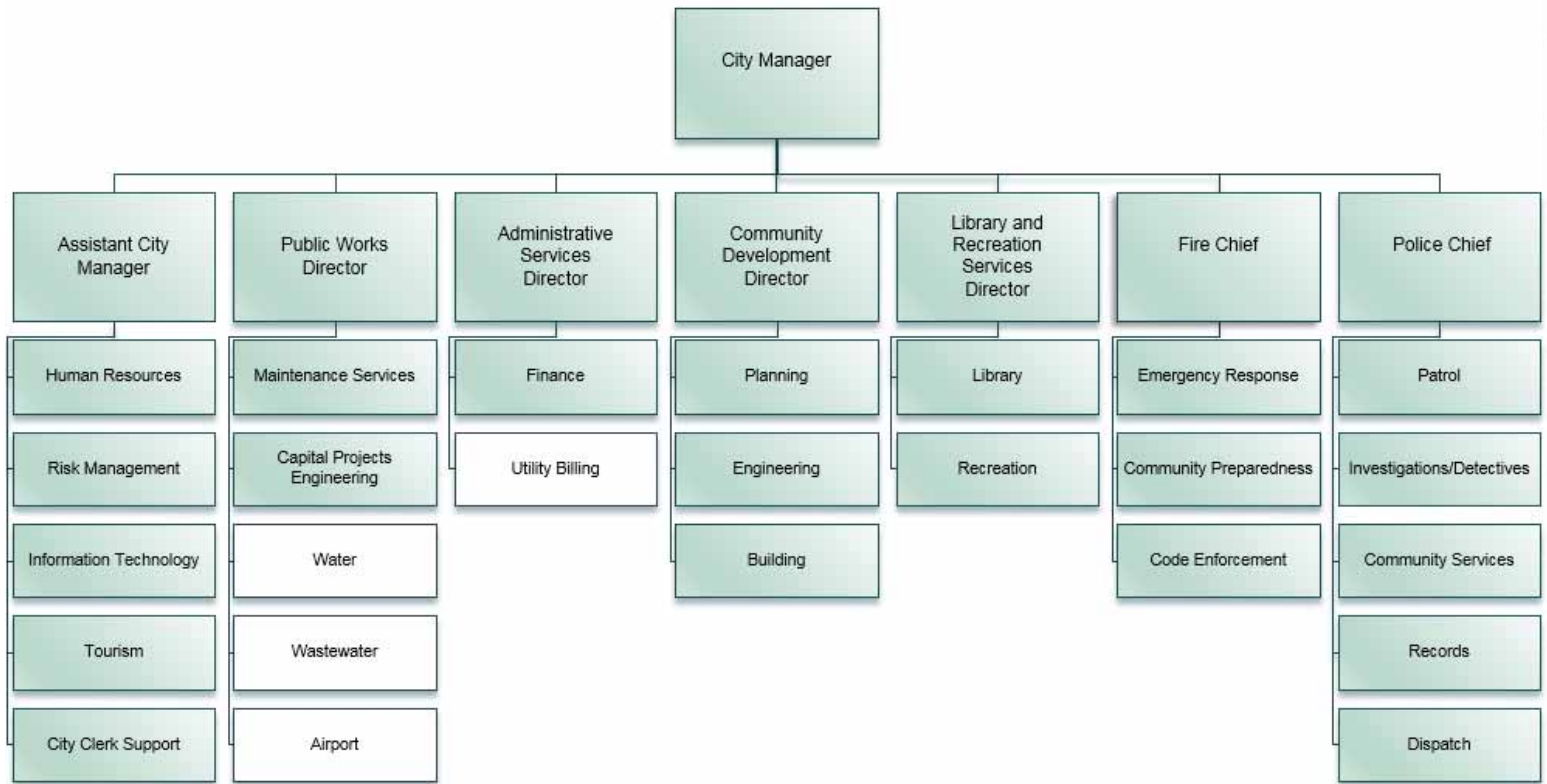 City Manager
Assistant City
Manager
Public Works
Director
Administrative
Services
Director
Community
Development
Director
Library and
Recreation
Services
Director
Fire Chief
Police Chief
Human Resources
Maintenance Services
Finance
Planning
Library
Emergency Response
Patrol
Risk Management
Capital Projects
Engineering
Utility Billing
Engineering
Recreation
Community Preparedness
Investigations/Detectives
Information Technology
Water
Building
Code Enforcement
Community Services
Tourism
Wastewater
Records
City Clerk Support
Airport
Dispatch